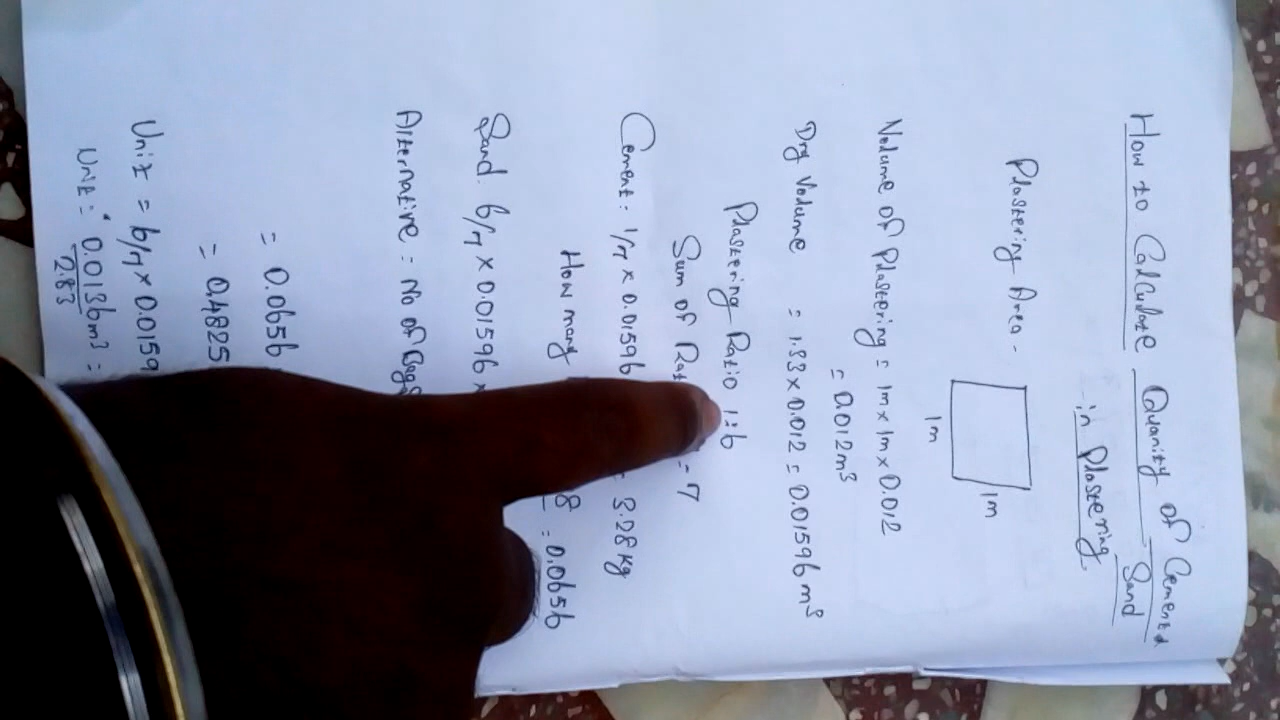 How to Calculate Quantity of Cement &
Sand
in Plastering
Plastering Area -
1m
1m
Volume of Plastering = 1m x 1m x 0.012
= 0.012m³
Dry Volume = 1.33 x 0.012 = 0.01596 m³
Plastering Ratio 1:6
Sum of = 7
Cement = 1/7 x 0.01596 = 3.28 kg
How many = 0.0656
Sand = 6/7 x 0.01596 x
Alternative = No of Bags
= 0.0656
= 0.4825
Unit = 6/7 x 0.0159
Unit = 0.0136m³ =
2.83